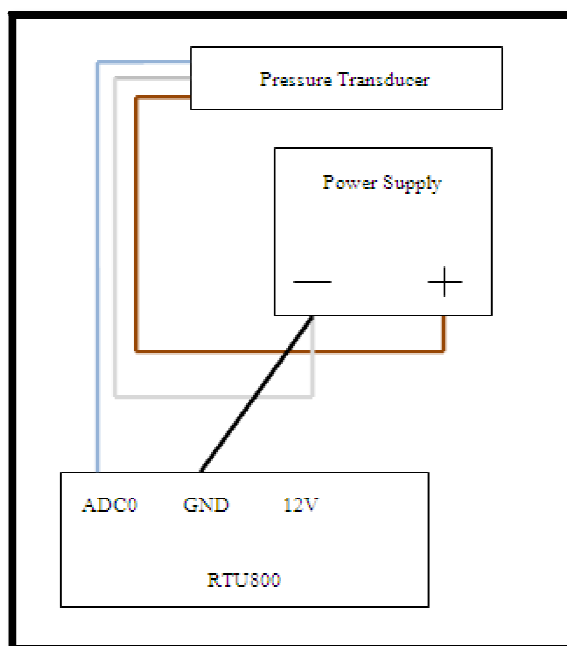 Pressure Transducer
Power Supply
— +
ADC0 GND 12V
RTU800